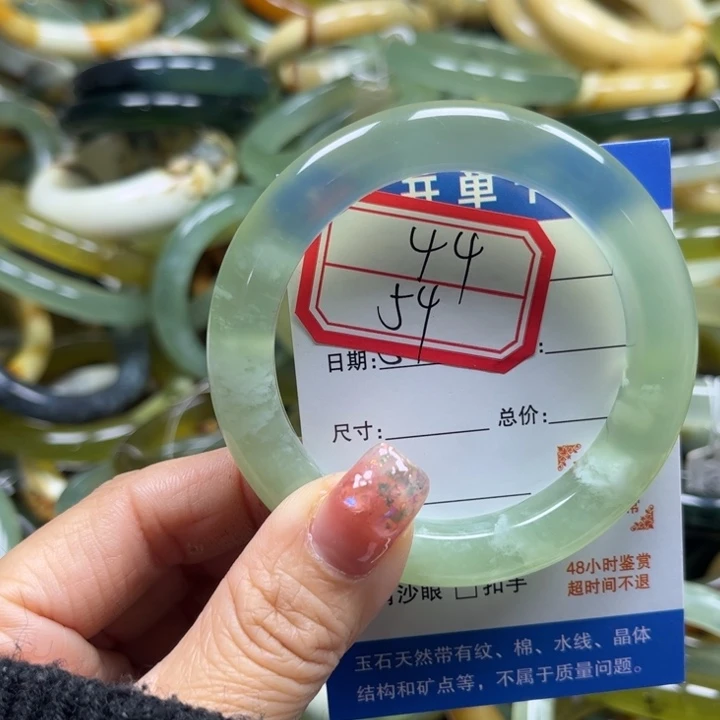 开单卡
44
54
日期:
:
尺寸:
总价:
沙眼 □ 扣手
48小时鉴赏
超时间不退
玉石天然带有纹、棉、水线、晶体
结构和矿点等，不属于质量问题。